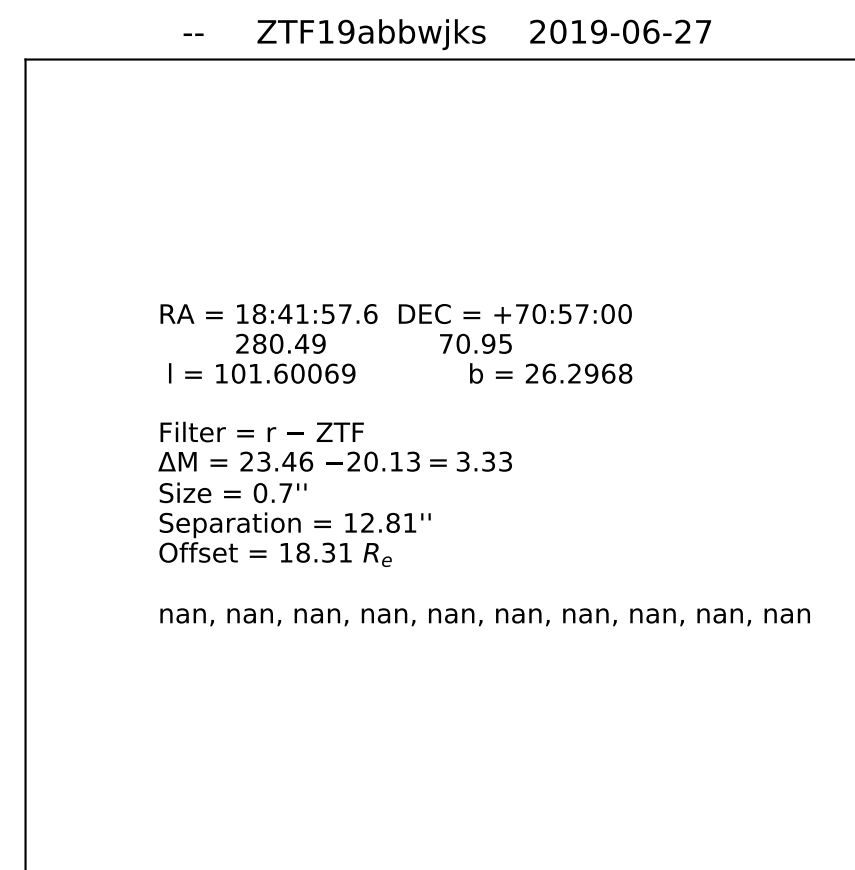 -- ZTF19abbwjks 2019-06-27
RA = 18:41:57.6 DEC = +70:57:00
280.49 70.95
l = 101.60069 b = 26.2968
Filter = r − ZTF
ΔM = 23.46 −20.13 = 3.33
Size = 0.7''
Separation = 12.81''
Offset = 18.31 Re
nan, nan, nan, nan, nan, nan, nan, nan, nan, nan